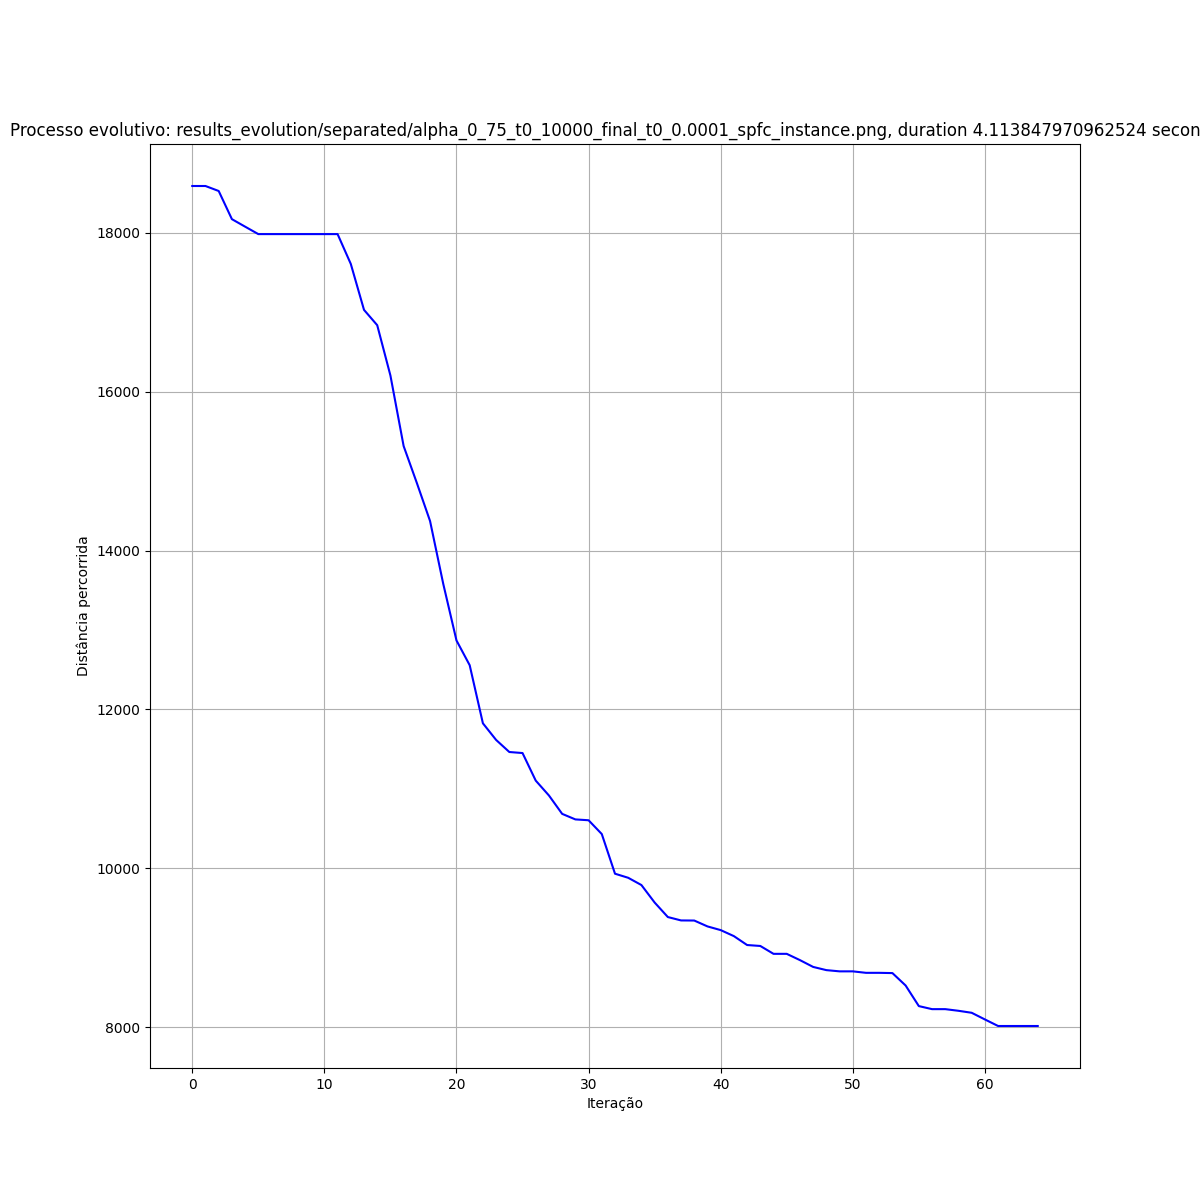 Processo evolutivo: results_evolution/separated/alpha_0_75_t0_10000_final_t0_0.0001_spfc_instance.png, duration 4.113847970962524 secon
18000
16000
14000
12000
10000
8000
Distância percorrida
0 10 20 30 40 50 60
Iteração